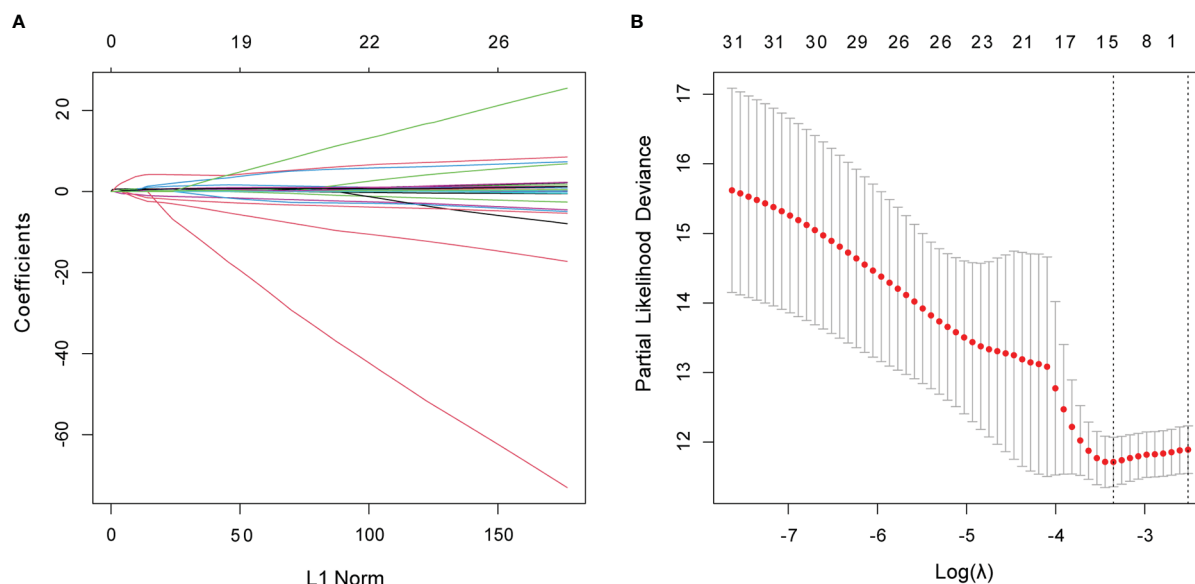 A
0 19 22 26
20
0
-20
-40
-60
Coefficients
0 50 100 150
L1 Norm
B
31 31 30 29 26 26 23 21 17 15 8 1
17
16
15
14
13
12
Partial Likelihood Deviance
-7 -6 -5 -4 -3
Log(λ)